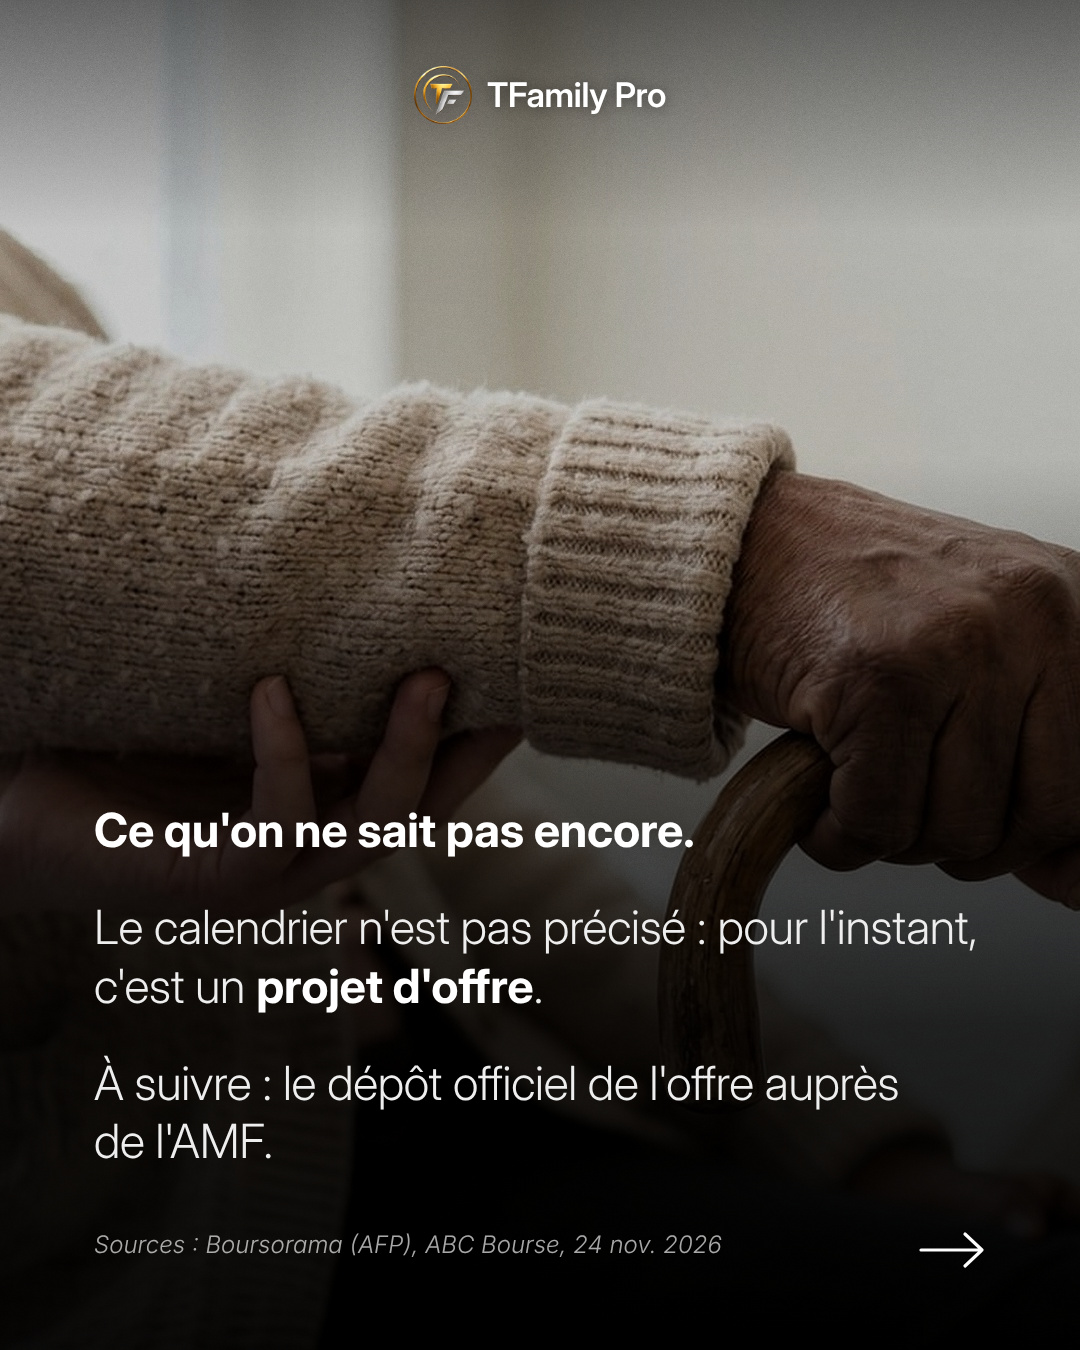 TF TFamily Pro
Ce qu'on ne sait pas encore.
Le calendrier n'est pas précisé : pour l'instant,
c'est un projet d'offre.
À suivre : le dépôt officiel de l'offre auprès
de l'AMF.
Sources : Boursorama (AFP), ABC Bourse, 24 nov. 2026